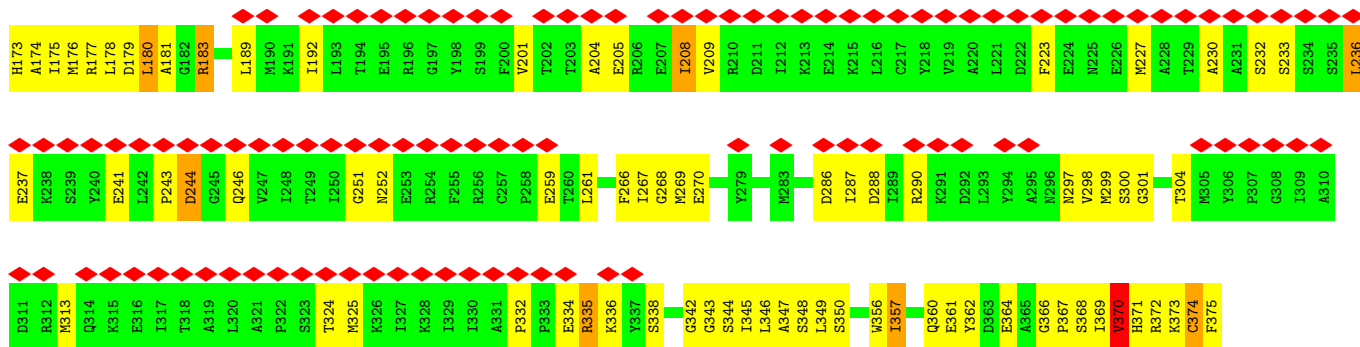 H173 A174 I175 M176 R177 L178 D179 L180 A181 G182 R183 L189 M190 K191 I192 L193 T194 E195 R196 G197 Y198 S199 F200 V201 T202 T203 A204 E205 R206 E207 I208 V209 R210 D211 I212 K213 E214 K215 L216 C217 Y218 V219 A220 L221 D222 F223 E224 N225 E226 M227 A228 T229 A230 A231 S232 S233 S234 S235 L236
E237 K238 S239 Y240 E241 L242 P243 D244 G245 Q246 V247 I248 T249 I250 G251 N252 E253 R254 F255 R256 C257 P258 E259 T260 L261 F266 I267 G268 M269 E270 Y279 M283 D286 I287 D288 I289 R290 K291 D292 L293 Y294 A295 N296 N297 V298 M299 S300 G301 T304 M305 Y306 P307 G308 I309 A310
D311 R312 M313 Q314 K315 E316 I317 T318 A319 L320 A321 P322 S323 T324 M325 K326 I327 K328 I329 I330 A331 P332 P333 E334 R335 K336 Y337 S338 G342 G343 S344 I345 L346 A347 S348 L349 S350 W356 I357 Q360 E361 Y362 D363 E364 A365 G366 P367 S368 I369 V370 H371 R372 K373 C374 F375